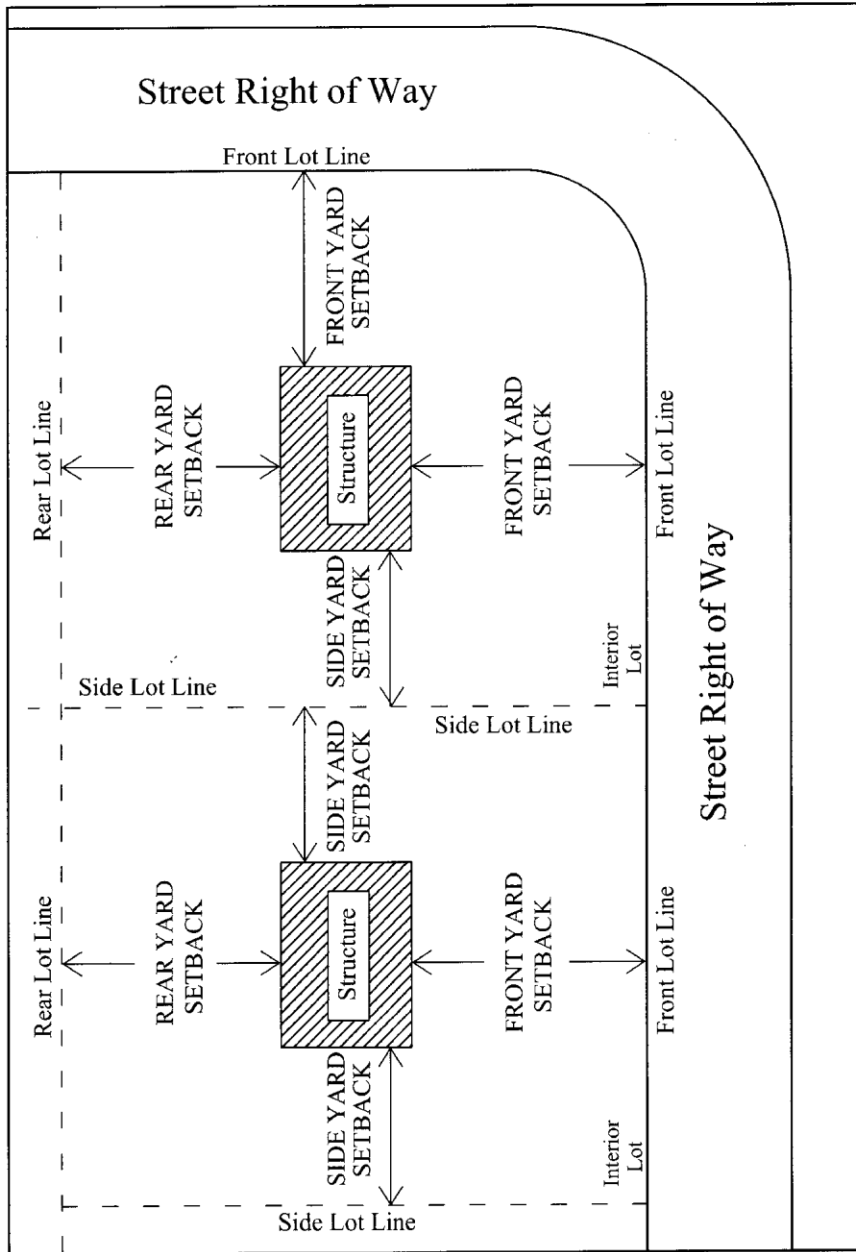 Street Right of Way
Front Lot Line
FRONT YARD
SETBACK
Rear Lot Line
REAR YARD
SETBACK
Structure
FRONT YARD
SETBACK
Front Lot Line
SIDE YARD
SETBACK
Interior
Lot
Side Lot Line
Side Lot Line
Street Right of Way
SIDE YARD
SETBACK
Rear Lot Line
REAR YARD
SETBACK
Structure
FRONT YARD
SETBACK
Front Lot Line
SIDE YARD
SETBACK
Interior
Lot
Side Lot Line